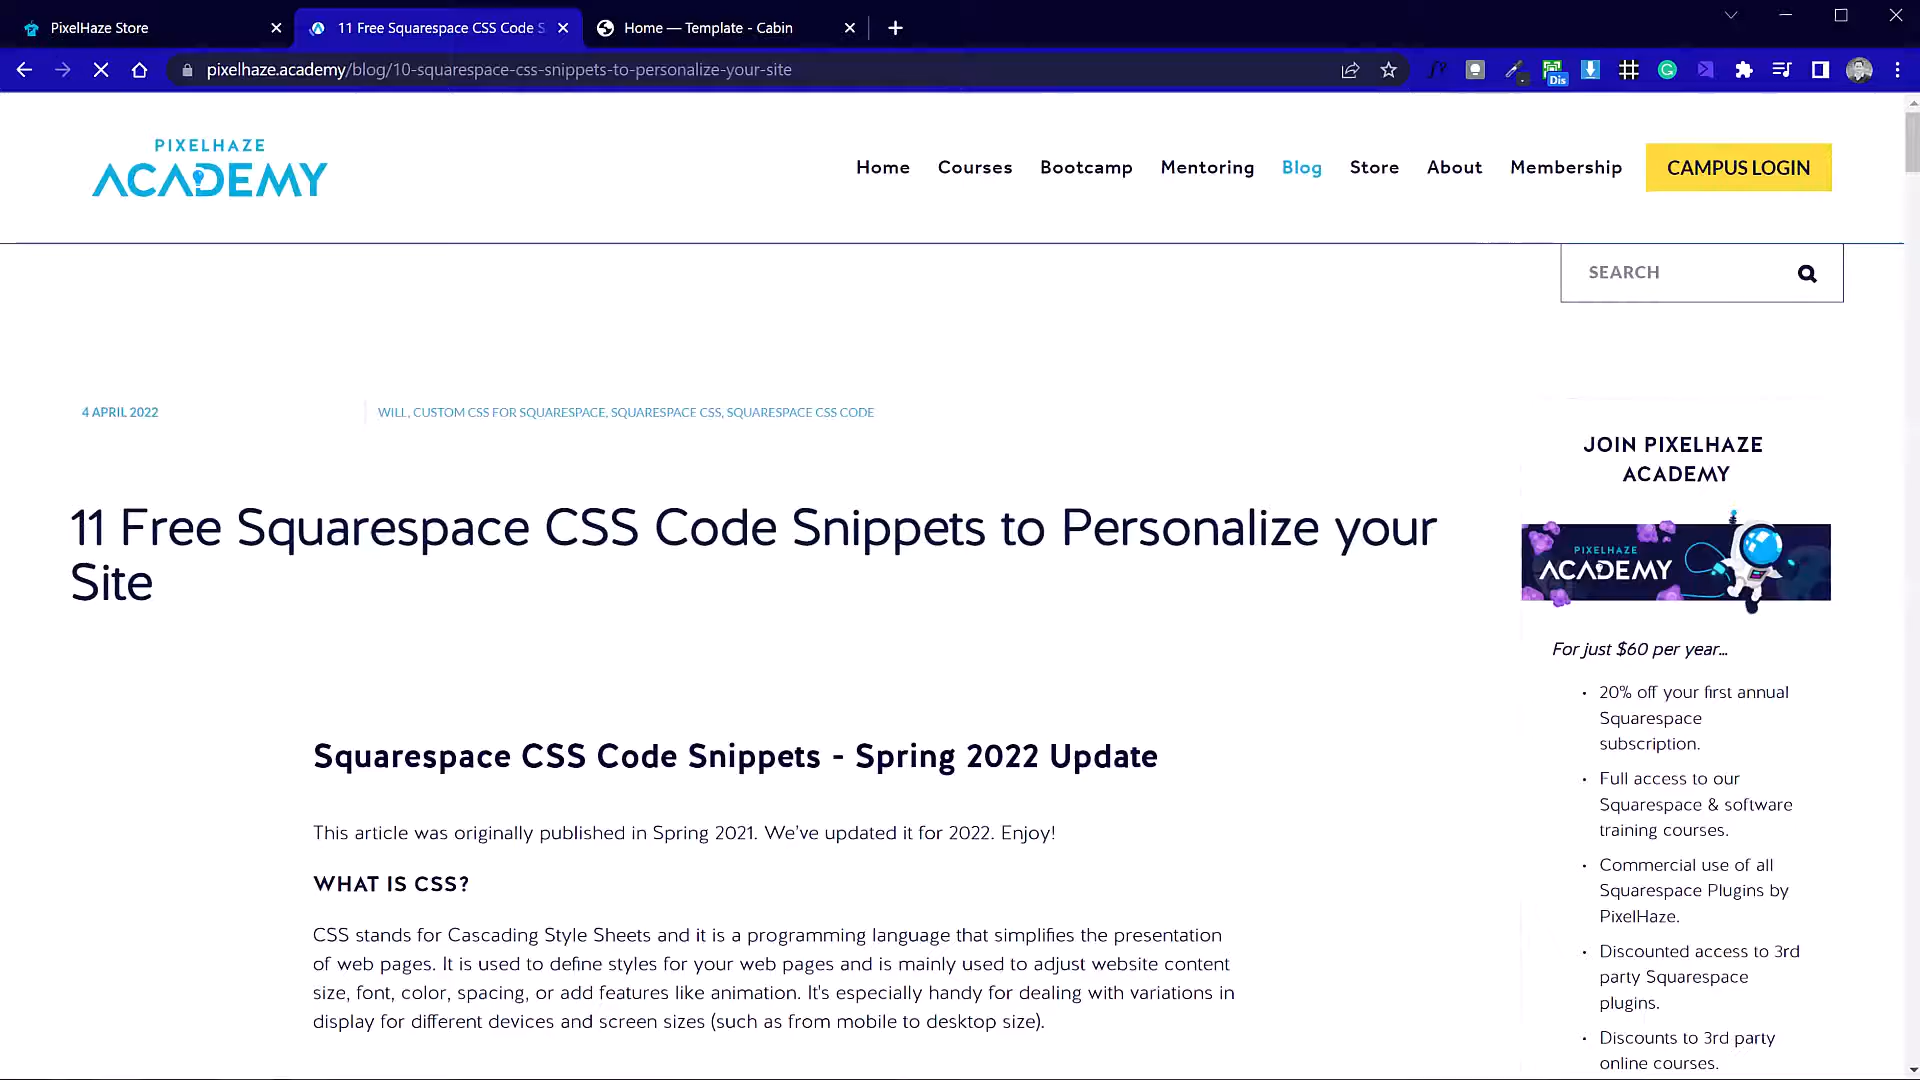 PixelHaze Store
11 Free Squarespace CSS Code S
Home — Template - Cabin
pixelhaze.academy/blog/10-squarespace-css-snippets-to-personalize-your-site
Dis
PIXELHAZE
ACADEMY
Home
Courses
Bootcamp
Mentoring
Blog
Store
About
Membership
CAMPUS LOGIN
SEARCH
4 APRIL 2022
WILL, CUSTOM CSS FOR SQUARESPACE, SQUARESPACE CSS, SQUARESPACE CSS CODE
11 Free Squarespace CSS Code Snippets to Personalize your
Site
Squarespace CSS Code Snippets - Spring 2022 Update
This article was originally published in Spring 2021. We've updated it for 2022. Enjoy!
WHAT IS CSS?
CSS stands for Cascading Style Sheets and it is a programming language that simplifies the presentation
of web pages. It is used to define styles for your web pages and is mainly used to adjust website content
size, font, color, spacing, or add features like animation. It's especially handy for dealing with variations in
display for different devices and screen sizes (such as from mobile to desktop size).
JOIN PIXELHAZE
ACADEMY
PIXELHAZE
ACADEMY
For just $60 per year...
• 20% off your first annual
Squarespace
subscription.
• Full access to our
Squarespace & software
training courses.
• Commercial use of all
Squarespace Plugins by
PixelHaze.
• Discounted access to 3rd
party Squarespace
plugins.
• Discounts to 3rd party
online courses.